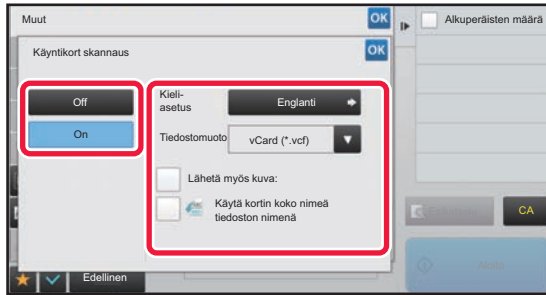 Muut
OK
Alkuperäisten määrä
Käyntikort skannaus
OK
Off
On
Kieli-
asetus
Englanti
Tiedostomuoto
vCard (*.vcf)
Lähetä myös kuva:
Käytä kortin koko nimeä
tiedoston nimenä
CA
Edellinen